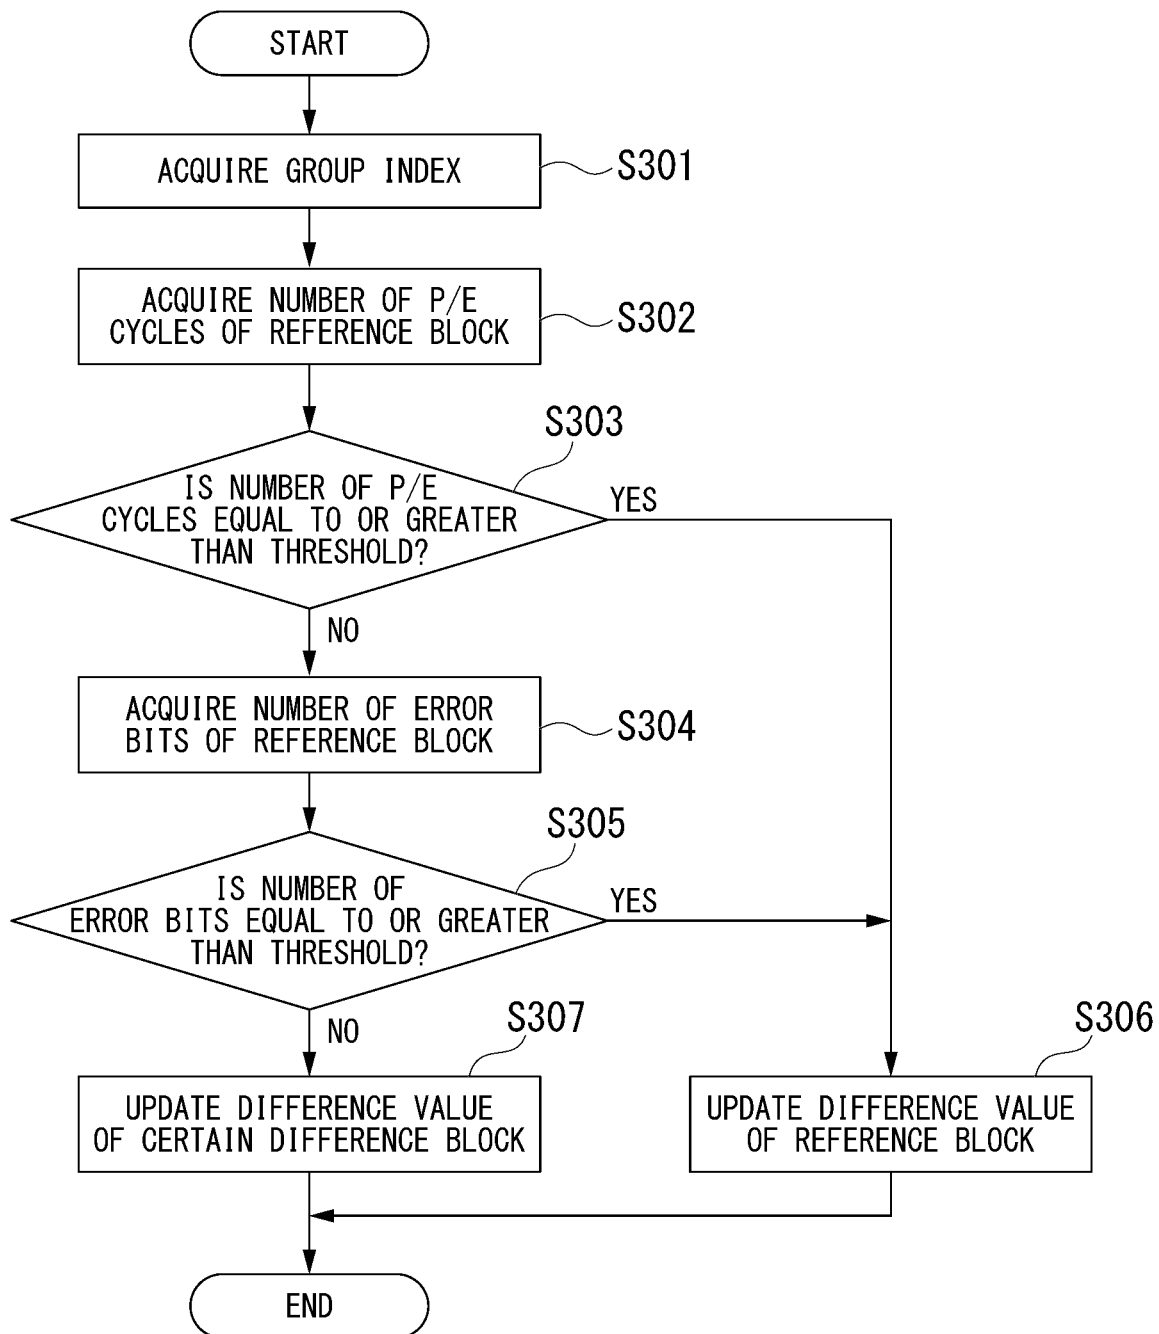 START
ACQUIRE GROUP INDEX
S301
ACQUIRE NUMBER OF P/E
CYCLES OF REFERENCE BLOCK
S302
S303
IS NUMBER OF P/E
CYCLES EQUAL TO OR GREATER
THAN THRESHOLD?
YES
NO
ACQUIRE NUMBER OF ERROR
BITS OF REFERENCE BLOCK
S304
S305
IS NUMBER OF
ERROR BITS EQUAL TO OR GREATER
THAN THRESHOLD?
YES
NO
S307
UPDATE DIFFERENCE VALUE
OF CERTAIN DIFFERENCE BLOCK
S306
UPDATE DIFFERENCE VALUE
OF REFERENCE BLOCK
END